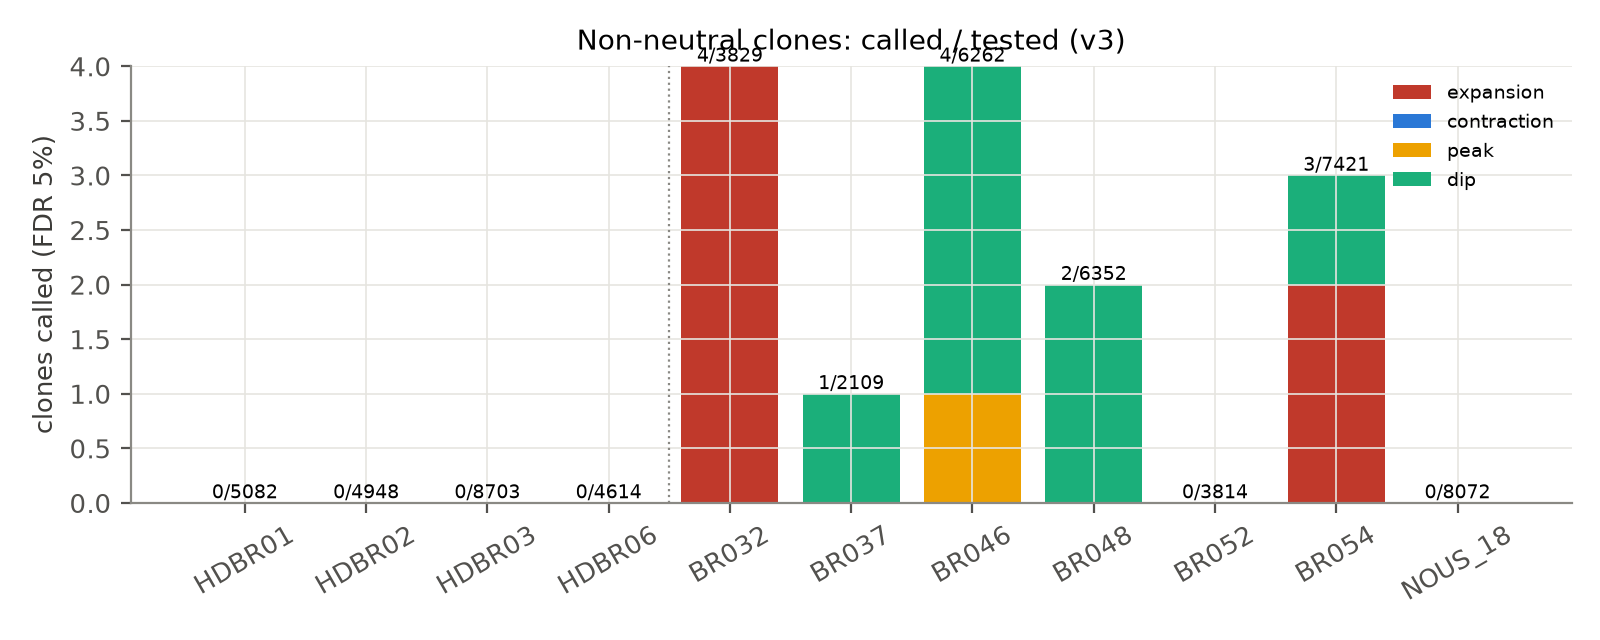 Non-neutral clones: called / tested (v3)
clones called (FDR 5%)
4.0
3.5
3.0
2.5
2.0
1.5
1.0
0.5
0.0
0/5082
0/4948
0/8703
0/4614
4/3829
1/2109
4/6262
2/6352
0/3814
3/7421
0/8072
expansion
contraction
peak
dip
HDBR01
HDBR02
HDBR03
HDBR06
BR032
BR037
BR046
BR048
BR052
BR054
NOUS_18